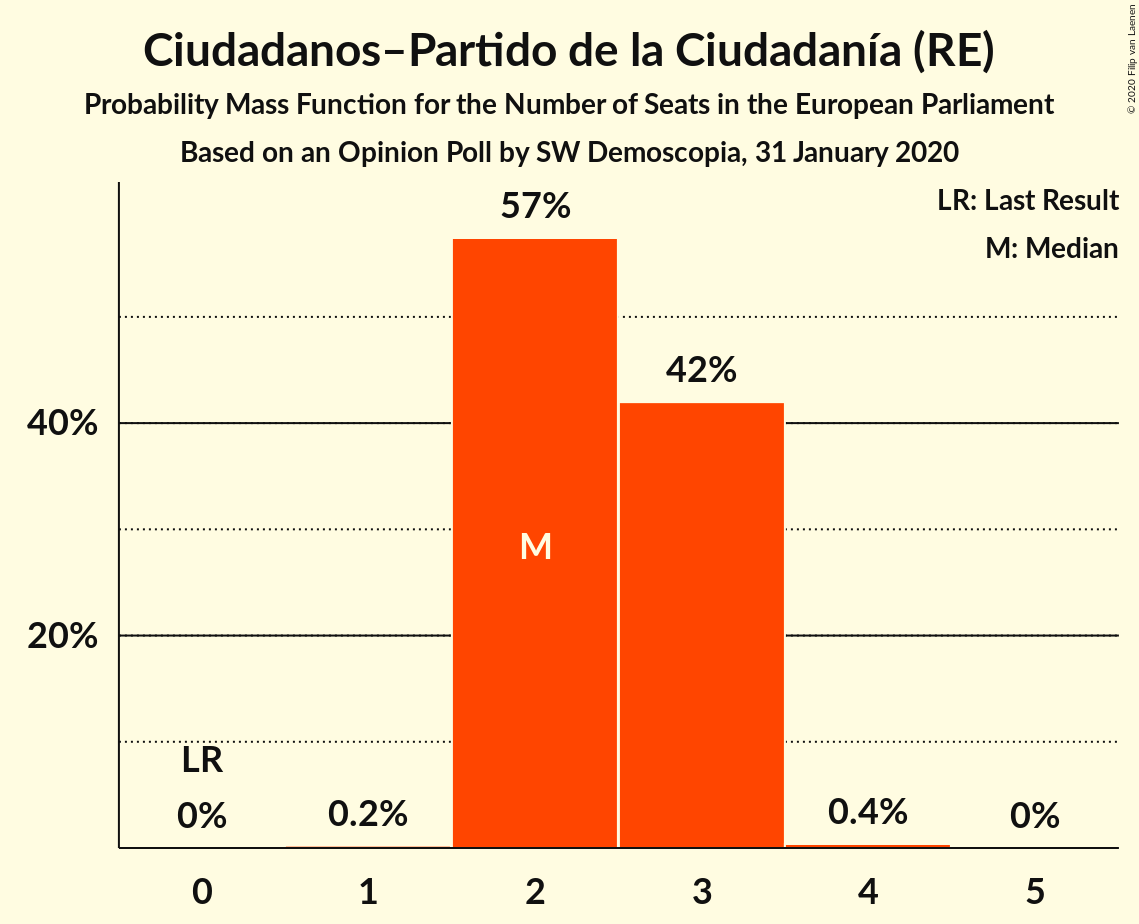 Ciudadanos–Partido de la Ciudadanía (RE)
Probability Mass Function for the Number of Seats in the European Parliament
Based on an Opinion Poll by SW Demoscopia, 31 January 2020
© 2020 Filip van Laenen
LR: Last Result
M: Median
57%
42%
40%
M
20%
LR
0%
0.2%
0.4%
0%
0 1 2 3 4 5